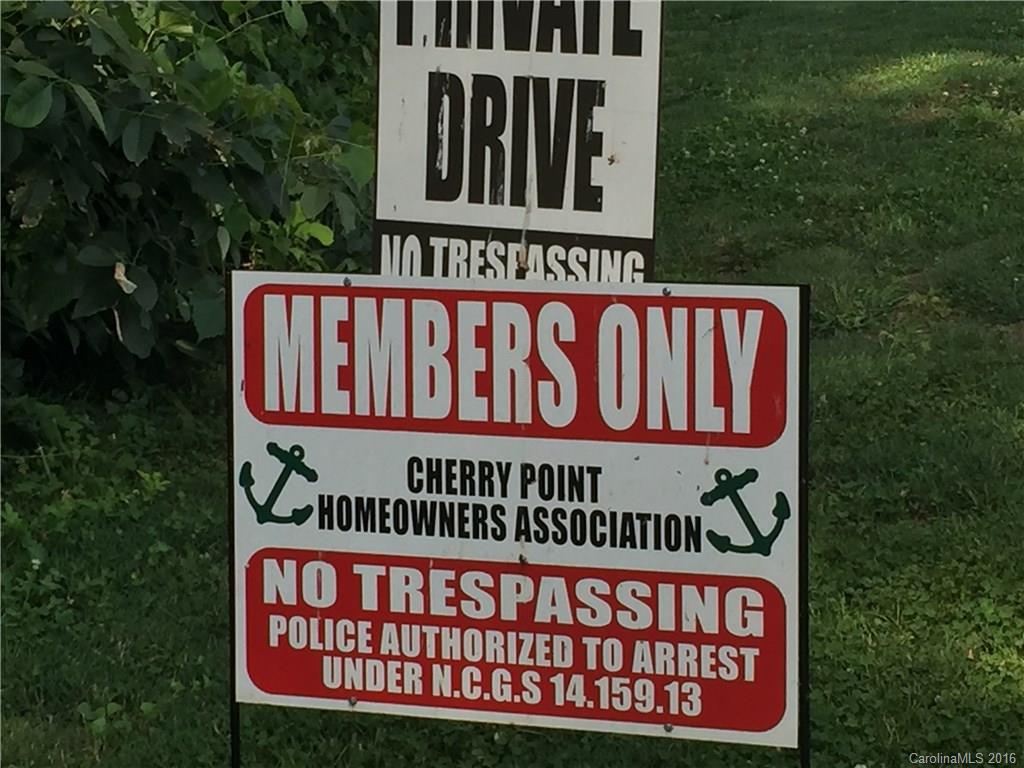 PRIVATE
DRIVE
NO TRESPASSING
MEMBERS ONLY
CHERRY POINT
HOMEOWNERS ASSOCIATION
NO TRESPASSING
POLICE AUTHORIZED TO ARREST
UNDER N.C.G.S 14.159.13
CarolinaMLS 2016